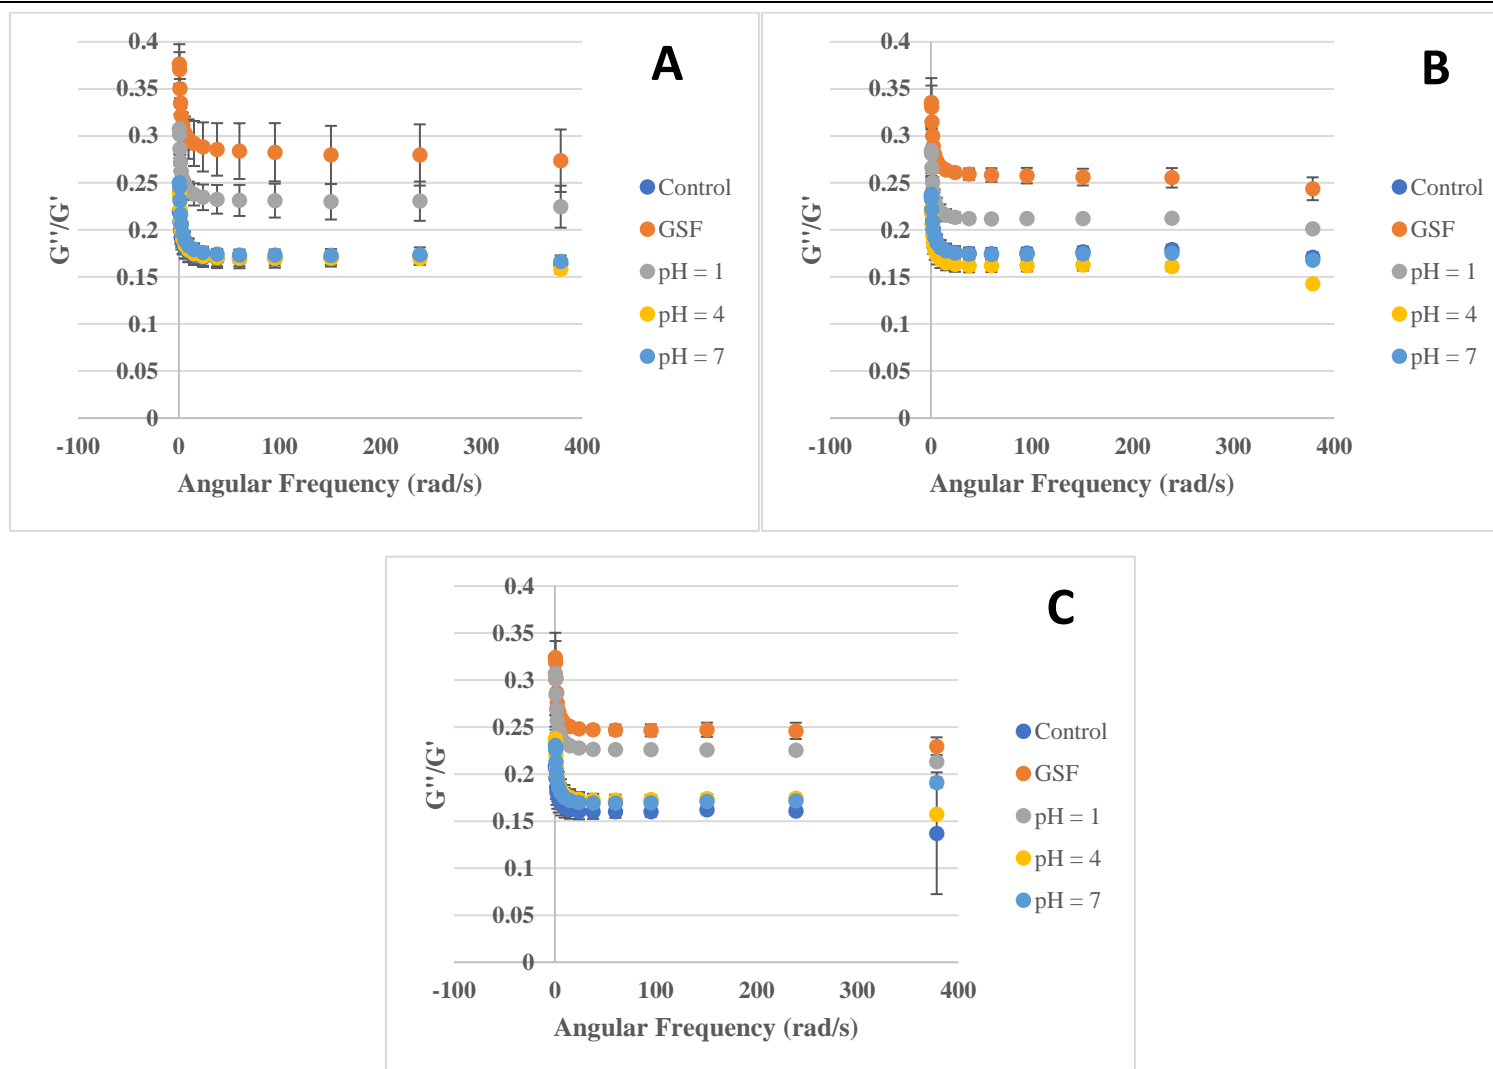 A
0.4
0.35
0.3
0.25
0.2
0.15
0.1
0.05
0
-100 0 100 200 300 400
G''/G'
Angular Frequency (rad/s)
Control
GSF
pH = 1
pH = 4
pH = 7
B
0.4
0.35
0.3
0.25
0.2
0.15
0.1
0.05
0
-100 0 100 200 300 400
G''/G'
Angular Frequency (rad/s)
Control
GSF
pH = 1
pH = 4
pH = 7
C
0.4
0.35
0.3
0.25
0.2
0.15
0.1
0.05
0
-100 0 100 200 300 400
G''/G'
Angular Frequency (rad/s)
Control
GSF
pH = 1
pH = 4
pH = 7